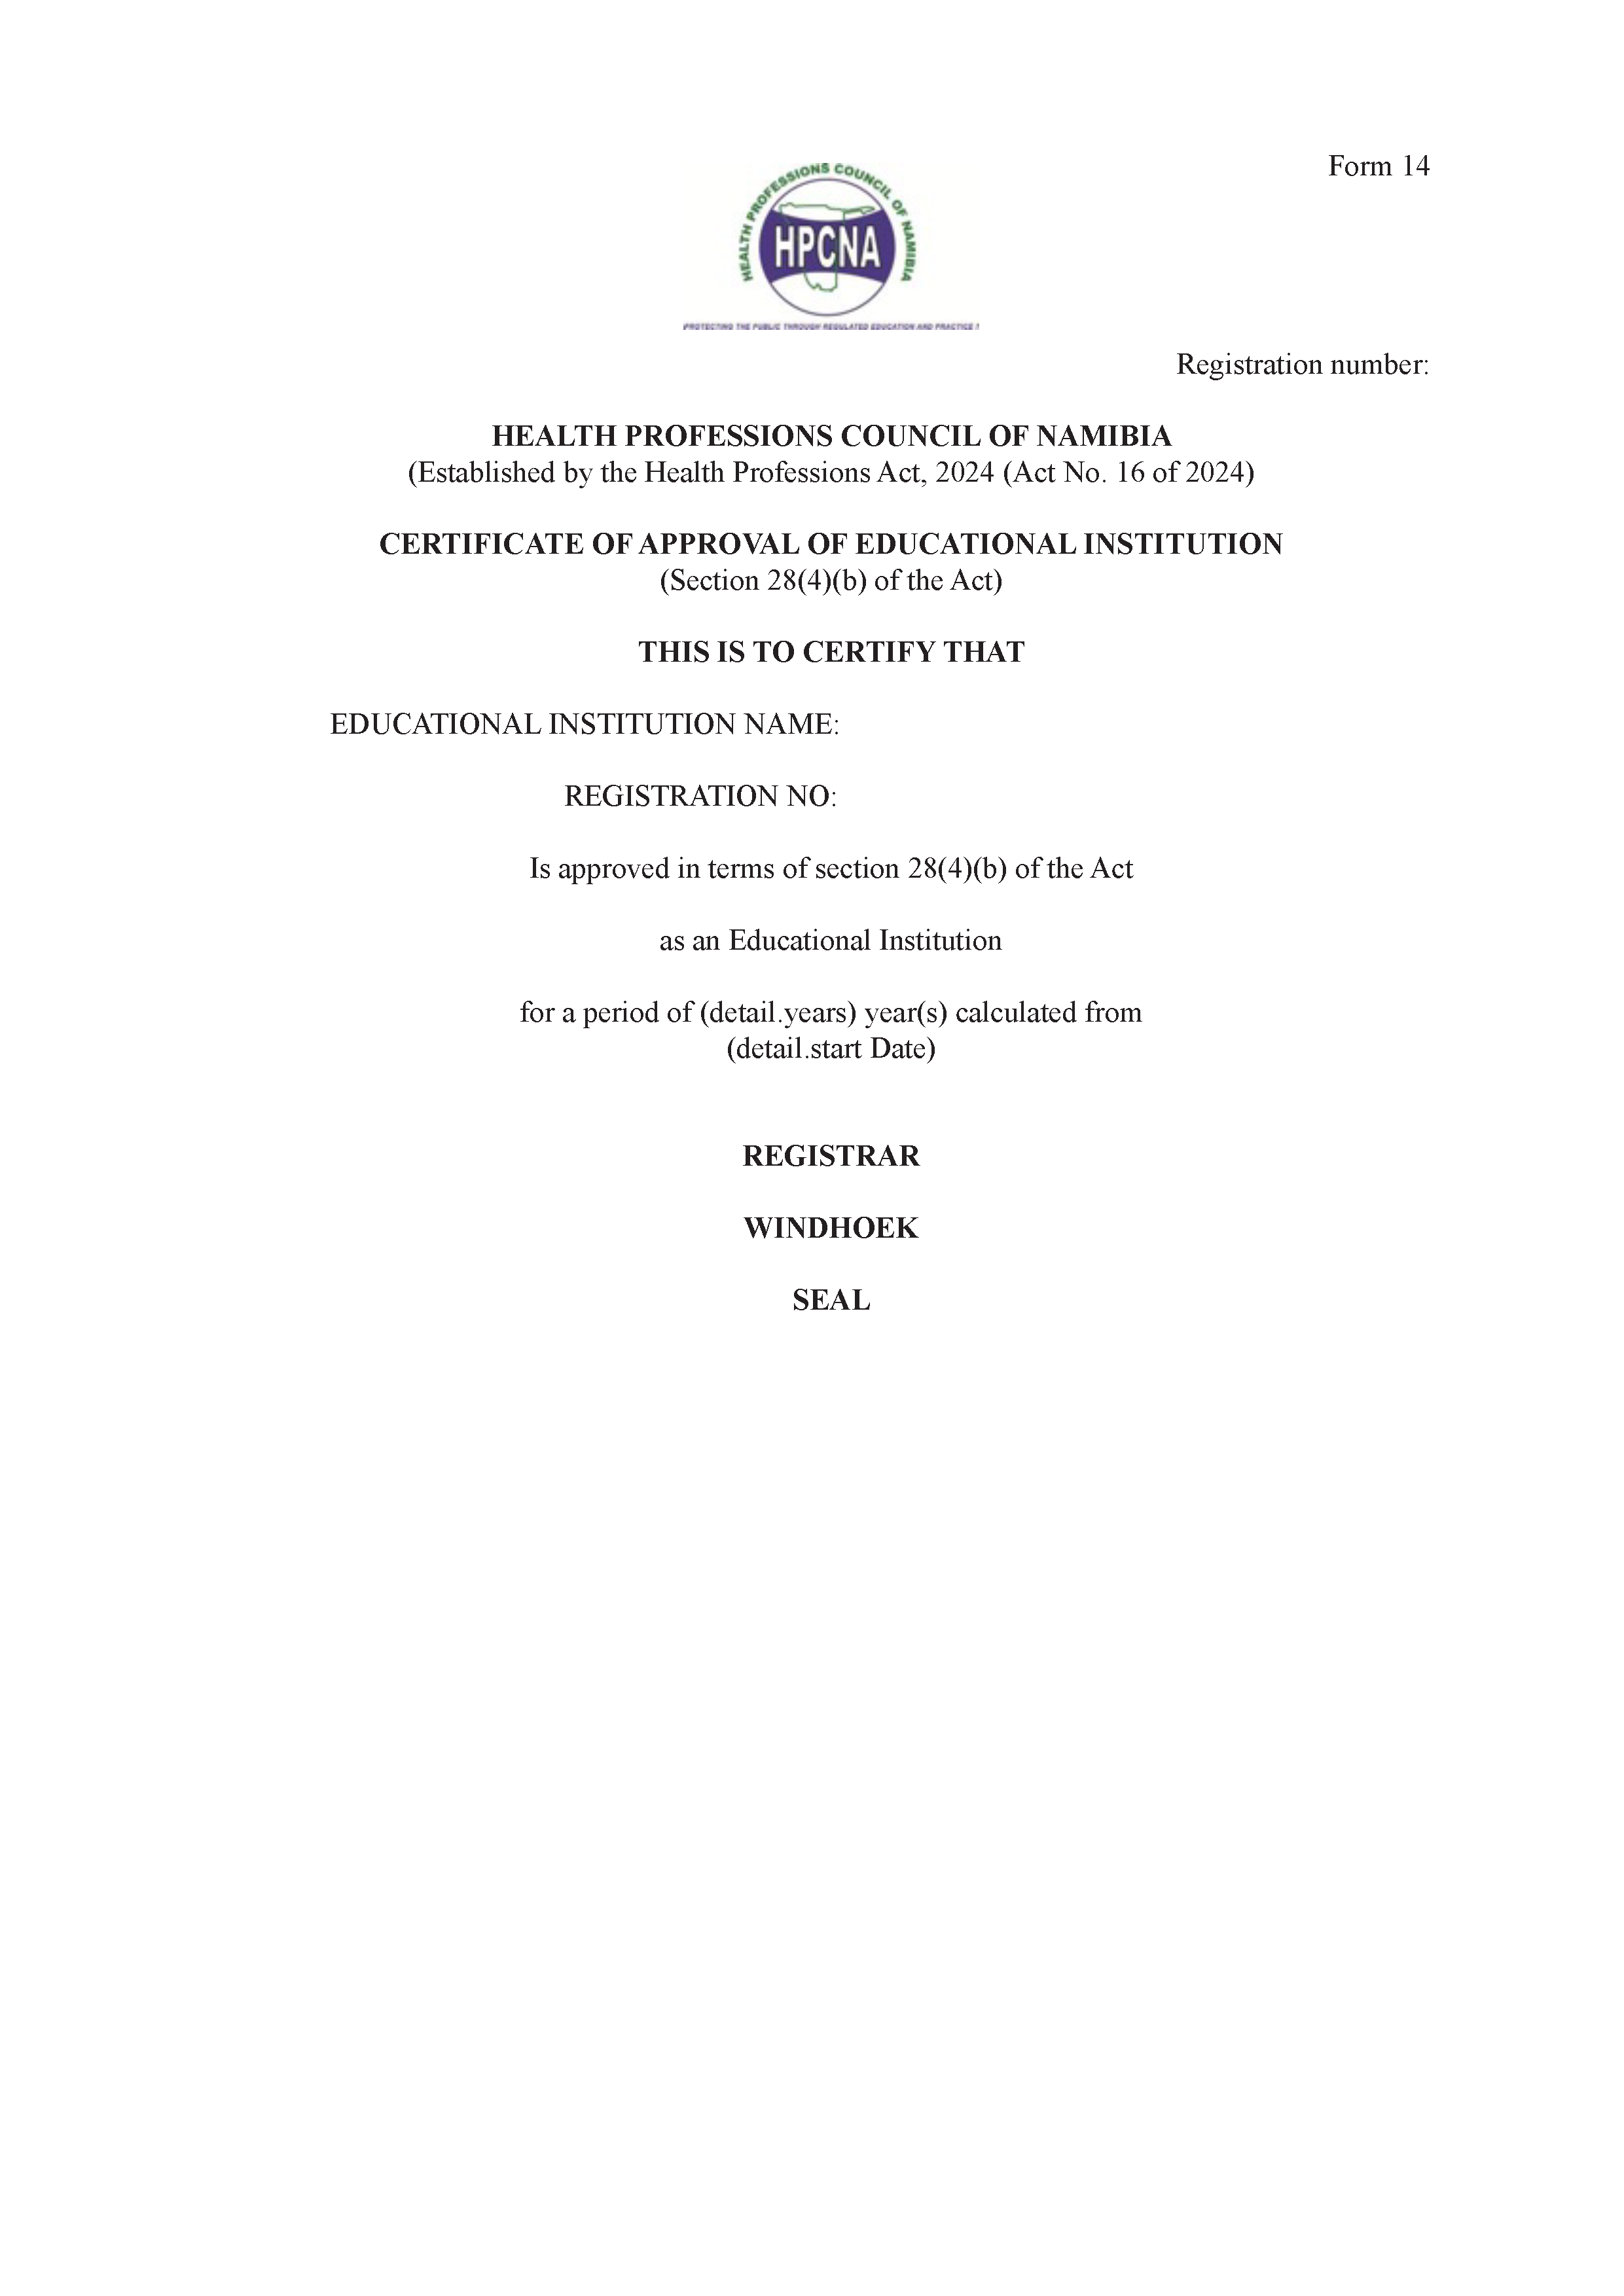 Form 14
HEALTH PROFESSIONS COUNCIL OF NAMIBIA
HPCNA
PROTECTING THE PUBLIC THROUGH REGULATED EDUCATION AND PRACTICE !
Registration number:
HEALTH PROFESSIONS COUNCIL OF NAMIBIA
(Established by the Health Professions Act, 2024 (Act No. 16 of 2024)
CERTIFICATE OF APPROVAL OF EDUCATIONAL INSTITUTION
(Section 28(4)(b) of the Act)
THIS IS TO CERTIFY THAT
EDUCATIONAL INSTITUTION NAME:
REGISTRATION NO:
Is approved in terms of section 28(4)(b) of the Act
as an Educational Institution
for a period of (detail.years) year(s) calculated from
(detail.start Date)
REGISTRAR
WINDHOEK
SEAL